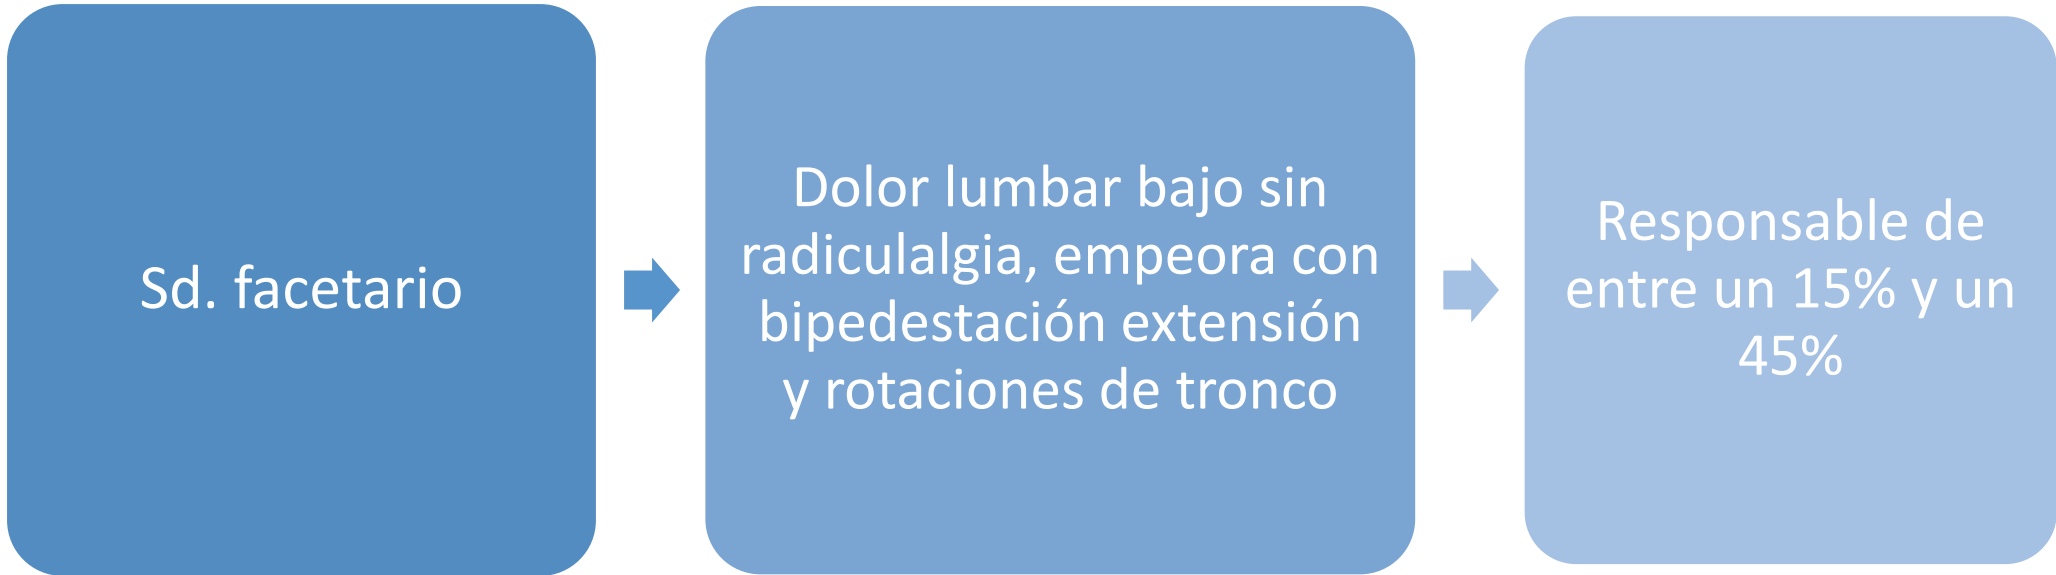 Sd. facetario
Dolor lumbar bajo sin
radiculalgia, empeora con
bipedestación extensión
y rotaciones de tronco
Responsable de
entre un 15% y un
45%